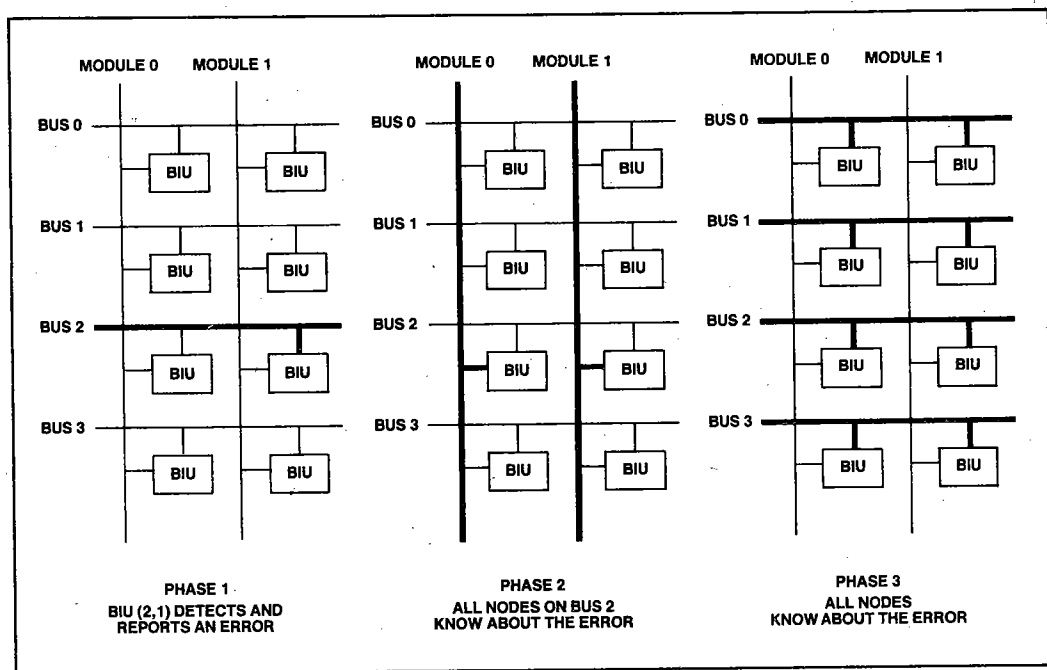 MODULE 0 MODULE 1
BUS 0
BIU BIU
BUS 1
BIU BIU
BUS 2
BIU BIU
BUS 3
BIU BIU
PHASE 1
BIU (2,1) DETECTS AND
REPORTS AN ERROR
MODULE 0 MODULE 1
BUS 0
BIU BIU
BUS 1
BIU BIU
BUS 2
BIU BIU
BUS 3
BIU BIU
PHASE 2
ALL NODES ON BUS 2
KNOW ABOUT THE ERROR
MODULE 0 MODULE 1
BUS 0
BIU BIU
BUS 1
BIU BIU
BUS 2
BIU BIU
BUS 3
BIU BIU
PHASE 3
ALL NODES
KNOW ABOUT THE ERROR